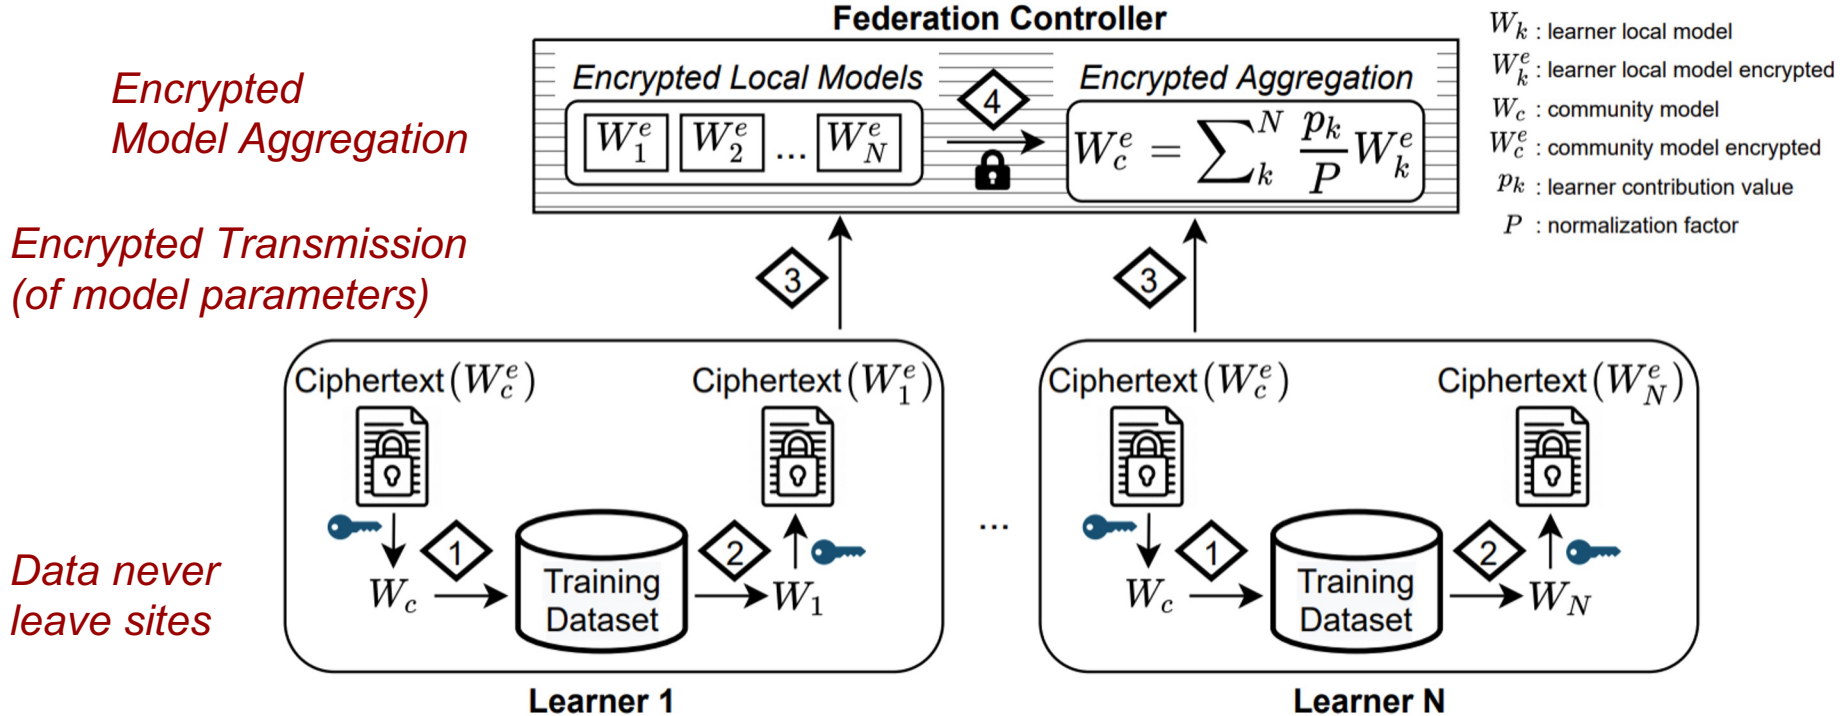 Federation Controller
Encrypted
Model Aggregation
Encrypted Local Models
4
Encrypted Aggregation
W_1^e W_2^e ... W_N^e
W_c^e = \sum_k^N \frac{p_k}{P} W_k^e
W_k : learner local model
W_k^e : learner local model encrypted
W_c : community model
W_c^e : community model encrypted
p_k : learner contribution value
P : normalization factor
Encrypted Transmission
(of model parameters)
3
3
Ciphertext(W_c^e)
Ciphertext(W_1^e)
1
2
W_c
Training
Dataset
W_1
Learner 1
...
Ciphertext(W_c^e)
Ciphertext(W_N^e)
1
2
W_c
Training
Dataset
W_N
Learner N
Data never
leave sites